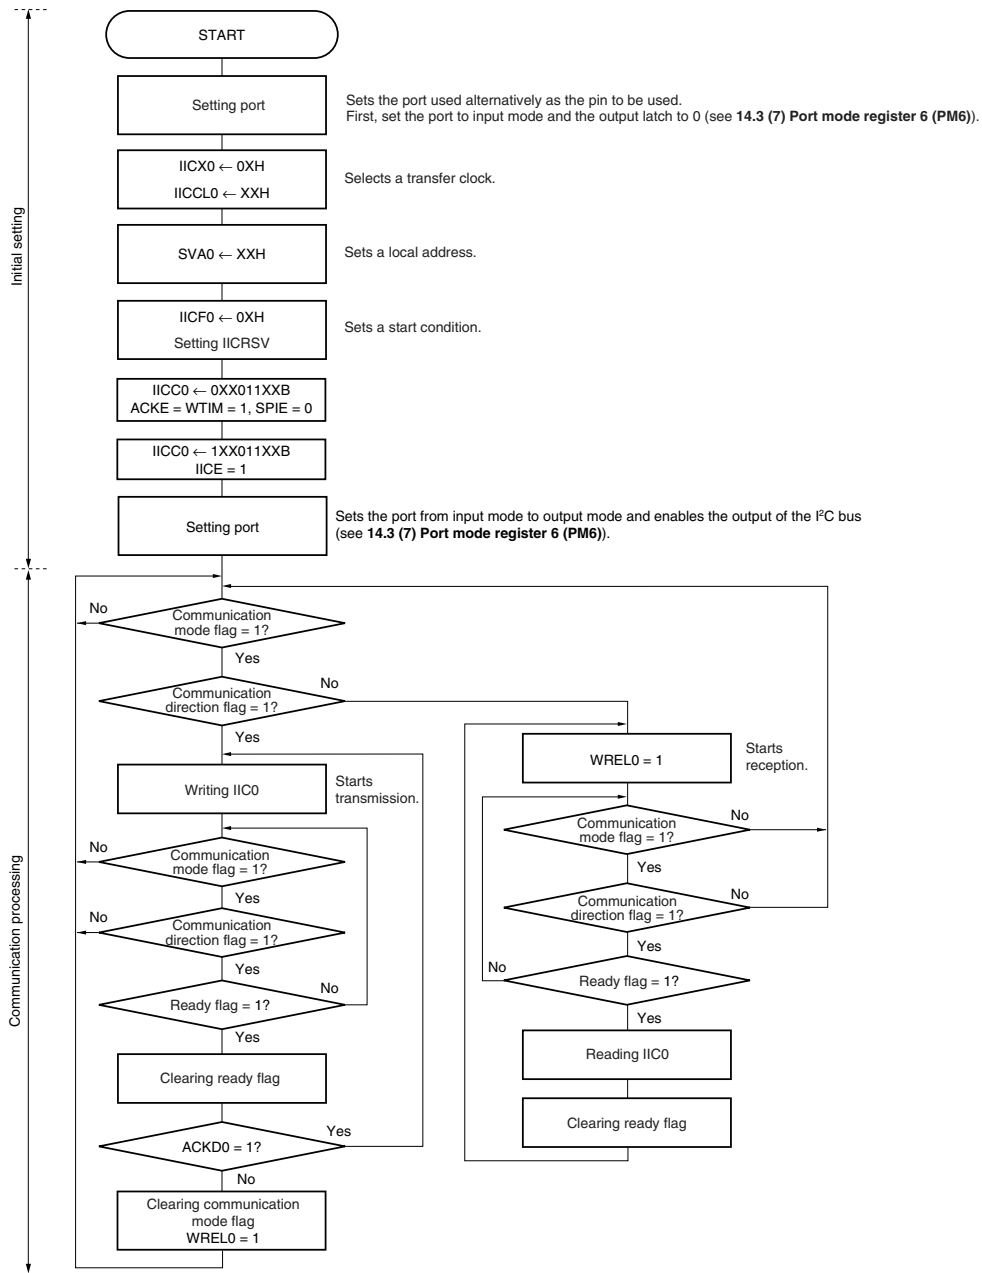 START
Setting port
Sets the port used alternatively as the pin to be used.
First, set the port to input mode and the output latch to 0 (see 14.3 (7) Port mode register 6 (PM6)).
IICX0 ← 0XH
IICCL0 ← XXH
Selects a transfer clock.
SVA0 ← XXH
Sets a local address.
IICF0 ← 0XH
Setting IICRSV
Sets a start condition.
IICC0 ← 0XX011XXB
ACKE = WTIM = 1, SPIE = 0
IICC0 ← 1XX011XXB
IICE = 1
Setting port
Sets the port from input mode to output mode and enables the output of the I²C bus
(see 14.3 (7) Port mode register 6 (PM6)).
Initial setting
No
Communication
mode flag = 1?
Yes
Communication
direction flag = 1?
No
Yes
Writing IIC0
Starts
transmission.
No
Communication
mode flag = 1?
Yes
No
Communication
direction flag = 1?
Yes
Ready flag = 1?
No
Yes
Clearing ready flag
ACKD0 = 1?
Yes
No
Clearing communication
mode flag
WREL0 = 1
WREL0 = 1
Starts
reception.
Communication
mode flag = 1?
No
Yes
Communication
direction flag = 1?
No
Yes
No
Ready flag = 1?
Yes
Reading IIC0
Clearing ready flag
Communication processing